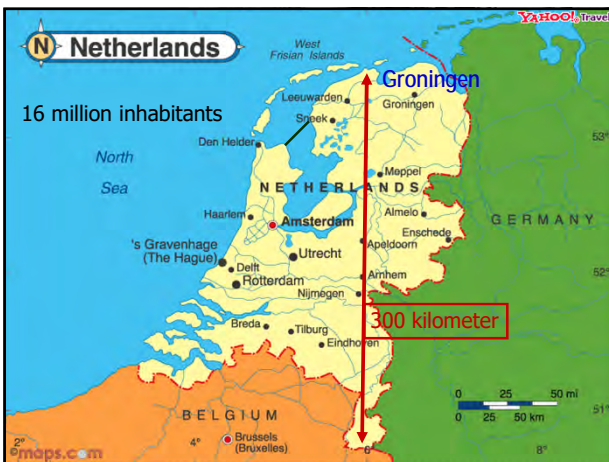 YAHOO! Travel
N Netherlands
West
Frisian Islands
Groningen
Leeuwarden
Groningen
16 million inhabitants
Sneek
Den Helder
North
Sea
Meppel
NETHERLANDS
Haarlem
Amsterdam
Almelo
GERMANY
Enschede
's Gravenhage
(The Hague)
Utrecht
Apeldoorn
Delft
Arnhem
52°
Rotterdam
Nijmegen
300 kilometer
Breda
Tilburg
Eindhoven
0 25 50 mi
0 25 50 km
BELGIUM
2°
4°
Brussels
(Bruxelles)
6°
8°
51°
©maps.com